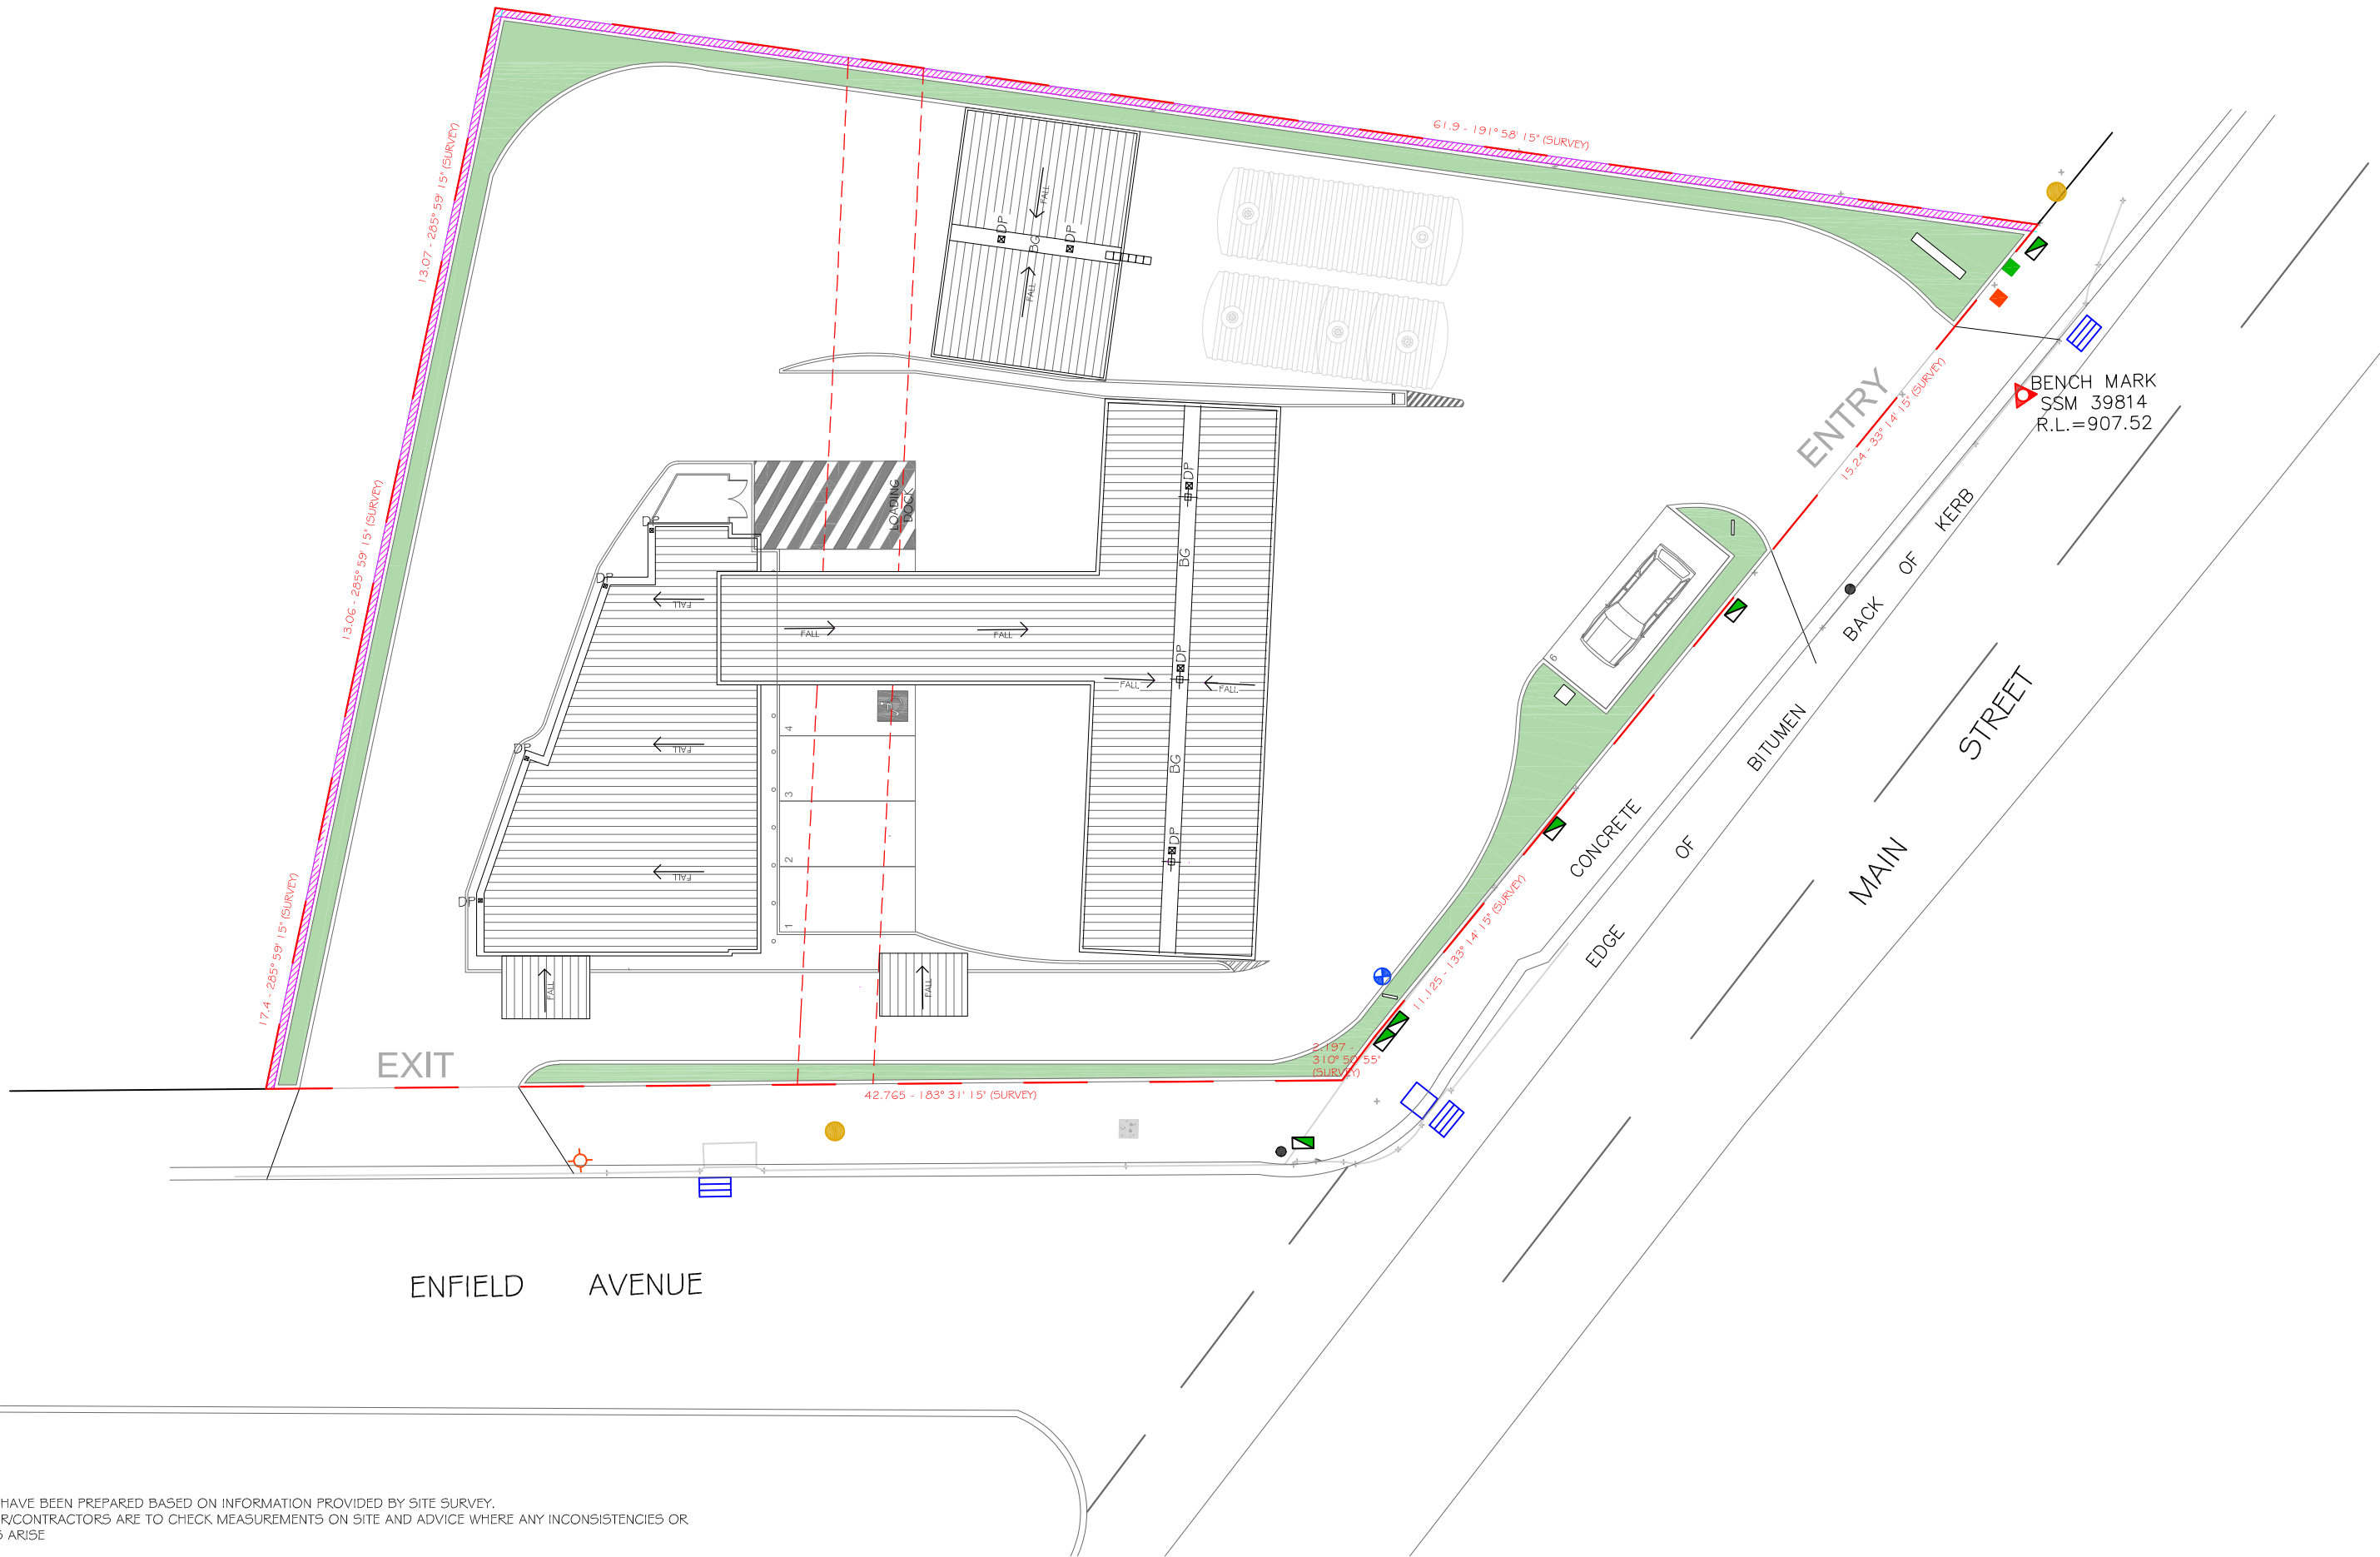 61.9 - 191° 58' 15" (SURVEY)
13.07 - 285° 59' 15" (SURVEY)
13.06 - 285° 59' 15" (SURVEY)
17.4 - 285° 59' 15" (SURVEY)
FALL
DP
DP
BG
FALL
BENCH MARK
SSM 39814
R.L.=907.52
ENTRY
15.24 - 33° 14' 15" (SURVEY)
LOADING
DOCK
DP
DP
DP
DP
DP
BG
DP
BG
DP
FALL
FALL
FALL
FALL
FALL
FALL
FALL
4
3
2
1
6
FALL
FALL
BACK OF KERB
CONCRETE
EDGE OF BITUMEN
MAIN STREET
11.125 - 133° 14' 15" (SURVEY)
2.197 -
310° 50' 55"
(SURVEY)
EXIT
42.765 - 183° 31' 15" (SURVEY)
ENFIELD AVENUE
HAVE BEEN PREPARED BASED ON INFORMATION PROVIDED BY SITE SURVEY.
R/CONTRACTORS ARE TO CHECK MEASUREMENTS ON SITE AND ADVICE WHERE ANY INCONSISTENCIES OR
S ARISE